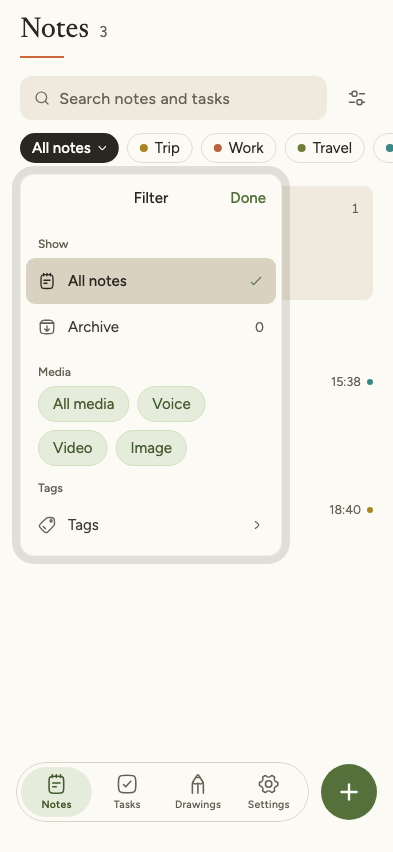 Notes 3
Search notes and tasks
All notes Trip Work Travel
Filter Done
1
Show
All notes
Archive 0
Media
All media Voice
15:38
Video Image
Tags
Tags
18:40
Notes Tasks Drawings Settings